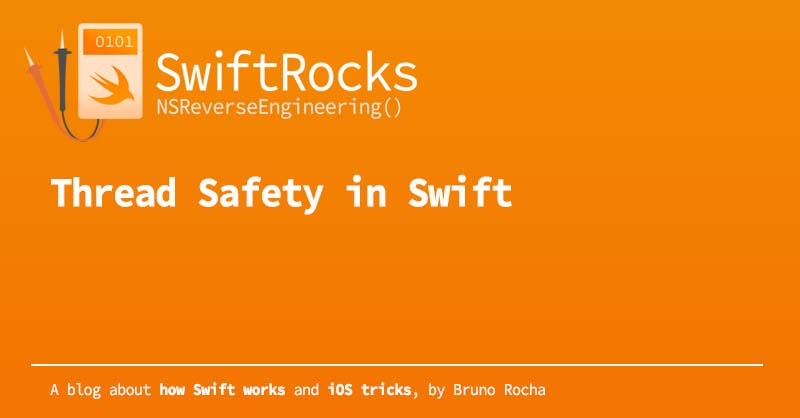 0101
SwiftRocks
NSReverseEngineering()
Thread Safety in Swift
A blog about how Swift works and iOS tricks, by Bruno Rocha